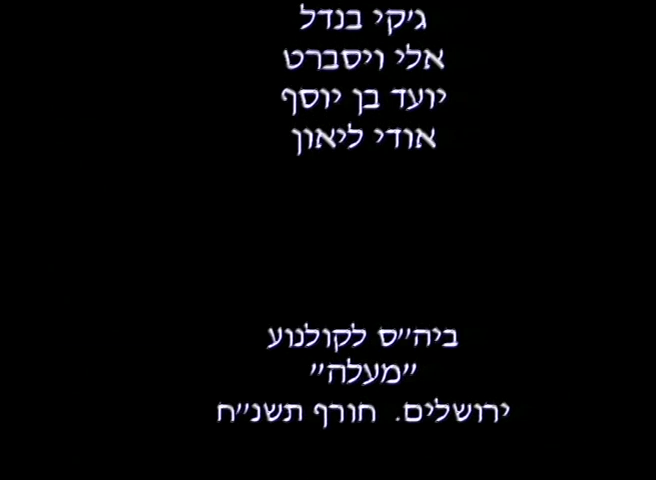 ג'קי בנדל
אלי ויסברט
יועד בן יוסף
אודי ליאון
ביה"ס לקולנוע
"מעלה"
ירושלים. חורף תשנ"ח